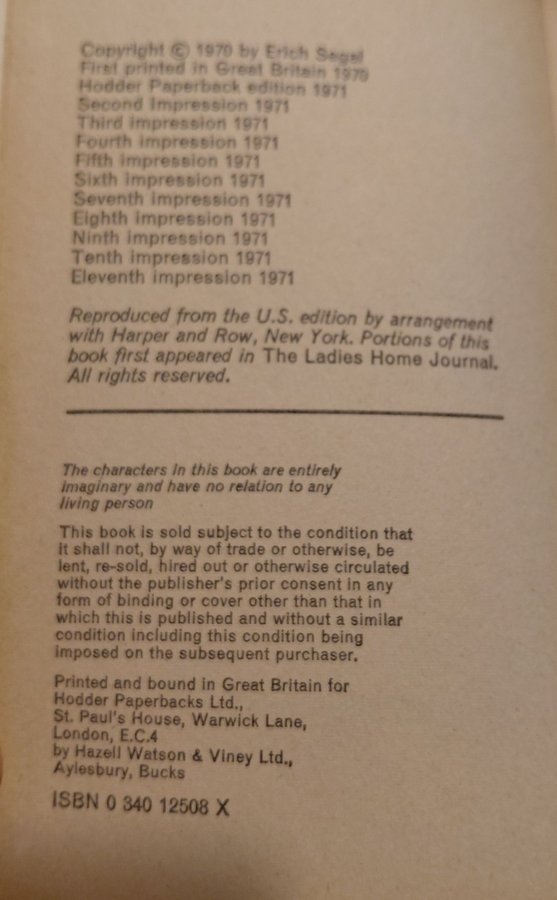 Copyright © 1970 by Erich Segal
First printed in Great Britain 1970
Hodder Paperback edition 1971
Second impression 1971
Third impression 1971
Fourth impression 1971
Fifth impression 1971
Sixth impression 1971
Seventh impression 1971
Eighth impression 1971
Ninth impression 1971
Tenth impression 1971
Eleventh impression 1971
Reproduced from the U.S. edition by arrangement
with Harper and Row, New York. Portions of this
book first appeared in The Ladies Home Journal.
All rights reserved.
The characters in this book are entirely
imaginary and have no relation to any
living person
This book is sold subject to the condition that
it shall not, by way of trade or otherwise, be
lent, re-sold, hired out or otherwise circulated
without the publisher's prior consent in any
form of binding or cover other than that in
which this is published and without a similar
condition including this condition being
imposed on the subsequent purchaser.
Printed and bound in Great Britain for
Hodder Paperbacks Ltd.,
St. Paul's House, Warwick Lane,
London, E.C.4
by Hazell Watson & Viney Ltd.,
Aylesbury, Bucks
ISBN 0 340 12508 X